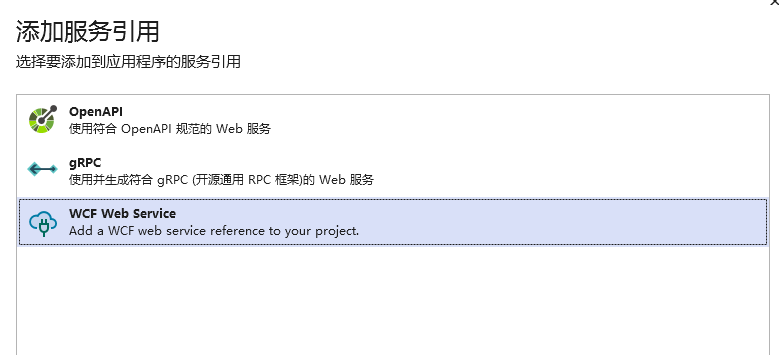 添加服务引用
选择要添加到应用程序的服务引用
OpenAPI
使用符合 OpenAPI 规范的 Web 服务
gRPC
使用并生成符合 gRPC (开源通用 RPC 框架)的 Web 服务
WCF Web Service
Add a WCF web service reference to your project.